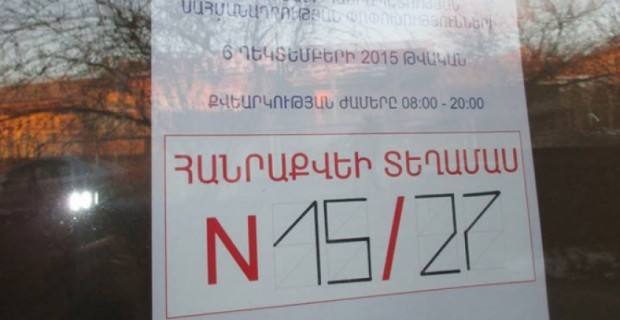 ՍԱՀՄԱՆԱԴՐՈՒԹՅԱՆ ՓՈՓՈԽՈՒԹՅՈՒՆՆԵՐԻ
6 ԴԵԿՏԵՄԲԵՐԻ 2015 ԹՎԱԿԱՆ
ՔՎԵԱՐԿՈՒԹՅԱՆ ԺԱՄԵՐԸ 08:00 - 20:00
ՀԱՆՐԱՔՎԵԻ ՏԵՂԱՄԱՍ
N 15/27